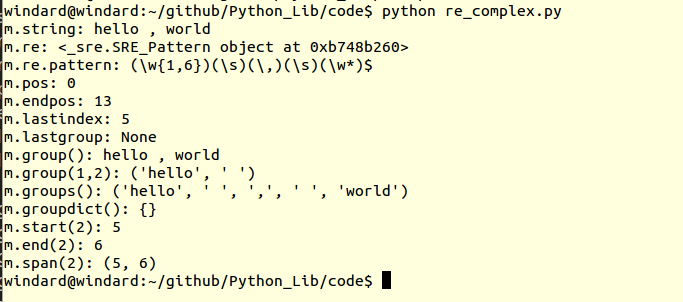 windard@windard:~/github/Python_Lib/code$ python re_complex.py
m.string: hello , world
m.re: <_sre.SRE_Pattern object at 0xb748b260>
m.re.pattern: (\w{1,6})(\s)(\,)(\s)(\w*)$
m.pos: 0
m.endpos: 13
m.lastindex: 5
m.lastgroup: None
m.group(): hello , world
m.group(1,2): ('hello', ' ')
m.groups(): ('hello', ' ', ',', ' ', 'world')
m.groupdict(): {}
m.start(2): 5
m.end(2): 6
m.span(2): (5, 6)
windard@windard:~/github/Python_Lib/code$